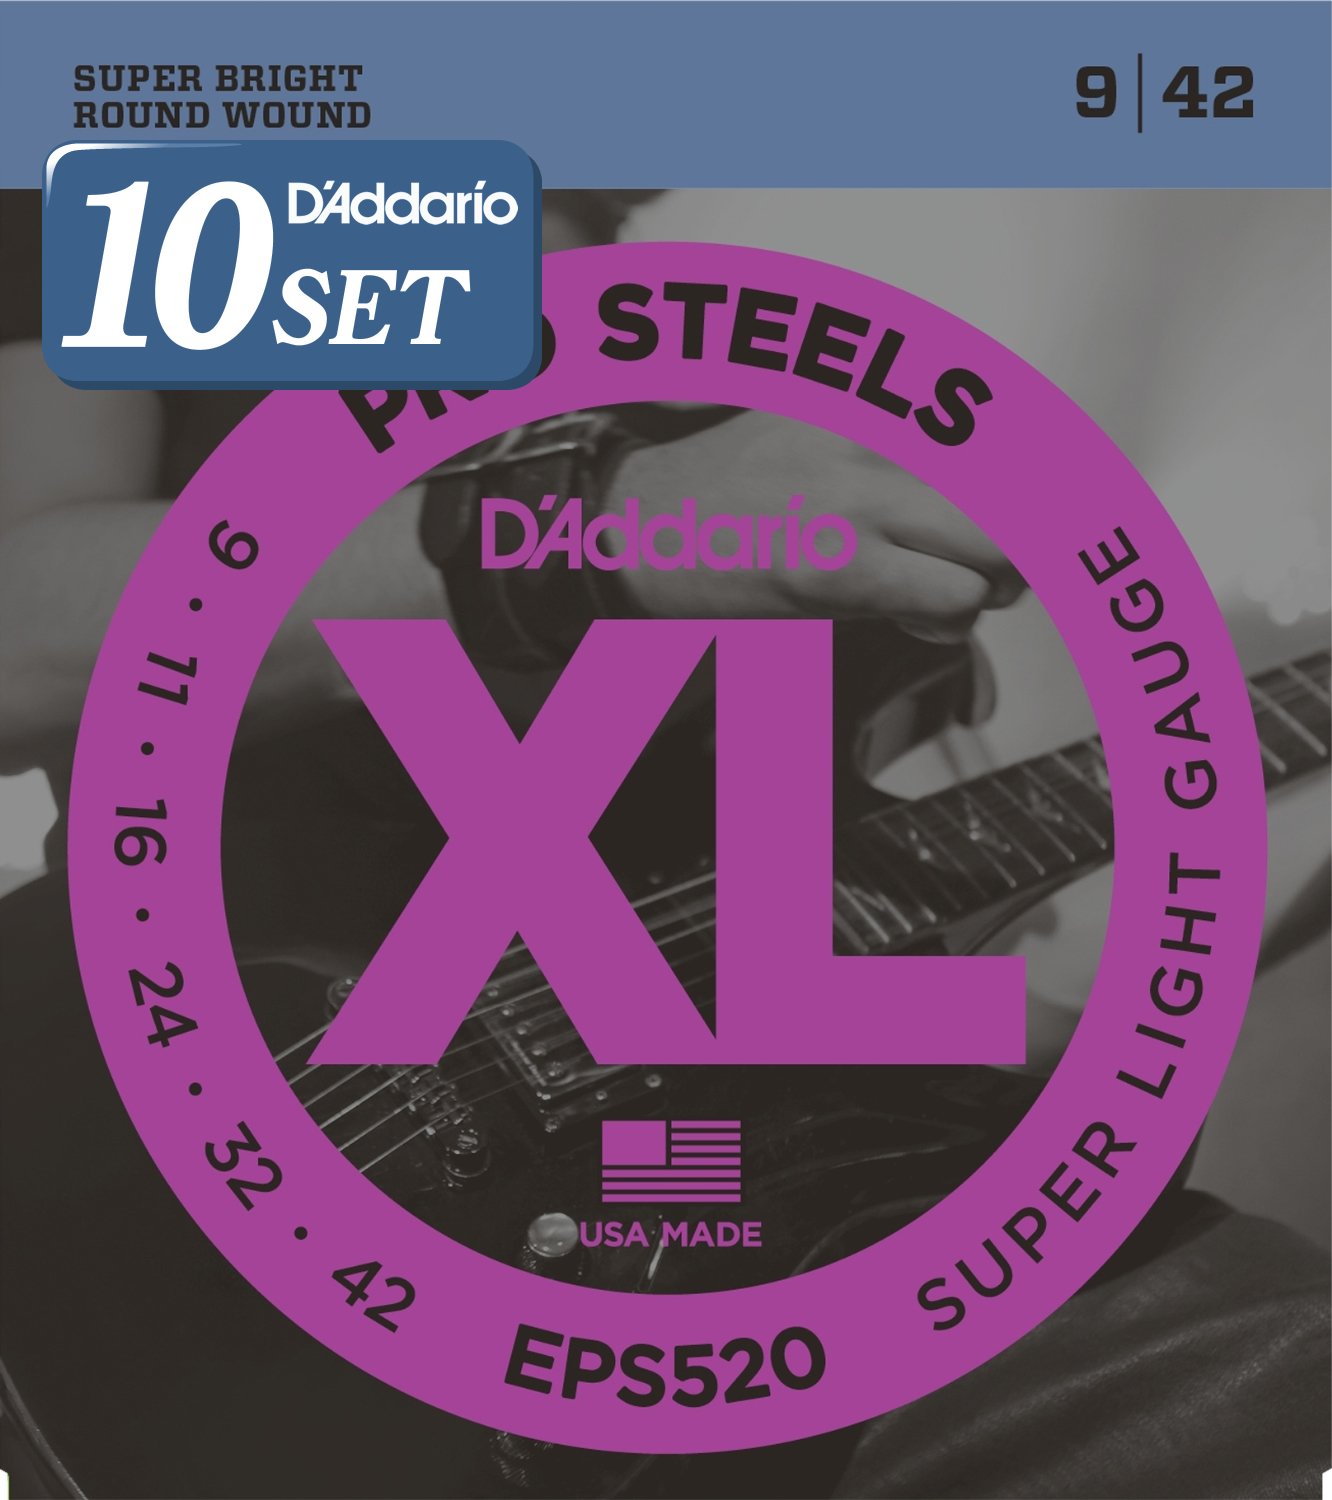 SUPER BRIGHT
ROUND WOUND
9 | 42
10 D'Addario
SET
PRO STEELS
D'Addario
XL
9 • 11 • 16 • 24 • 32 • 42
SUPER LIGHT GAUGE
USA MADE
EPS520